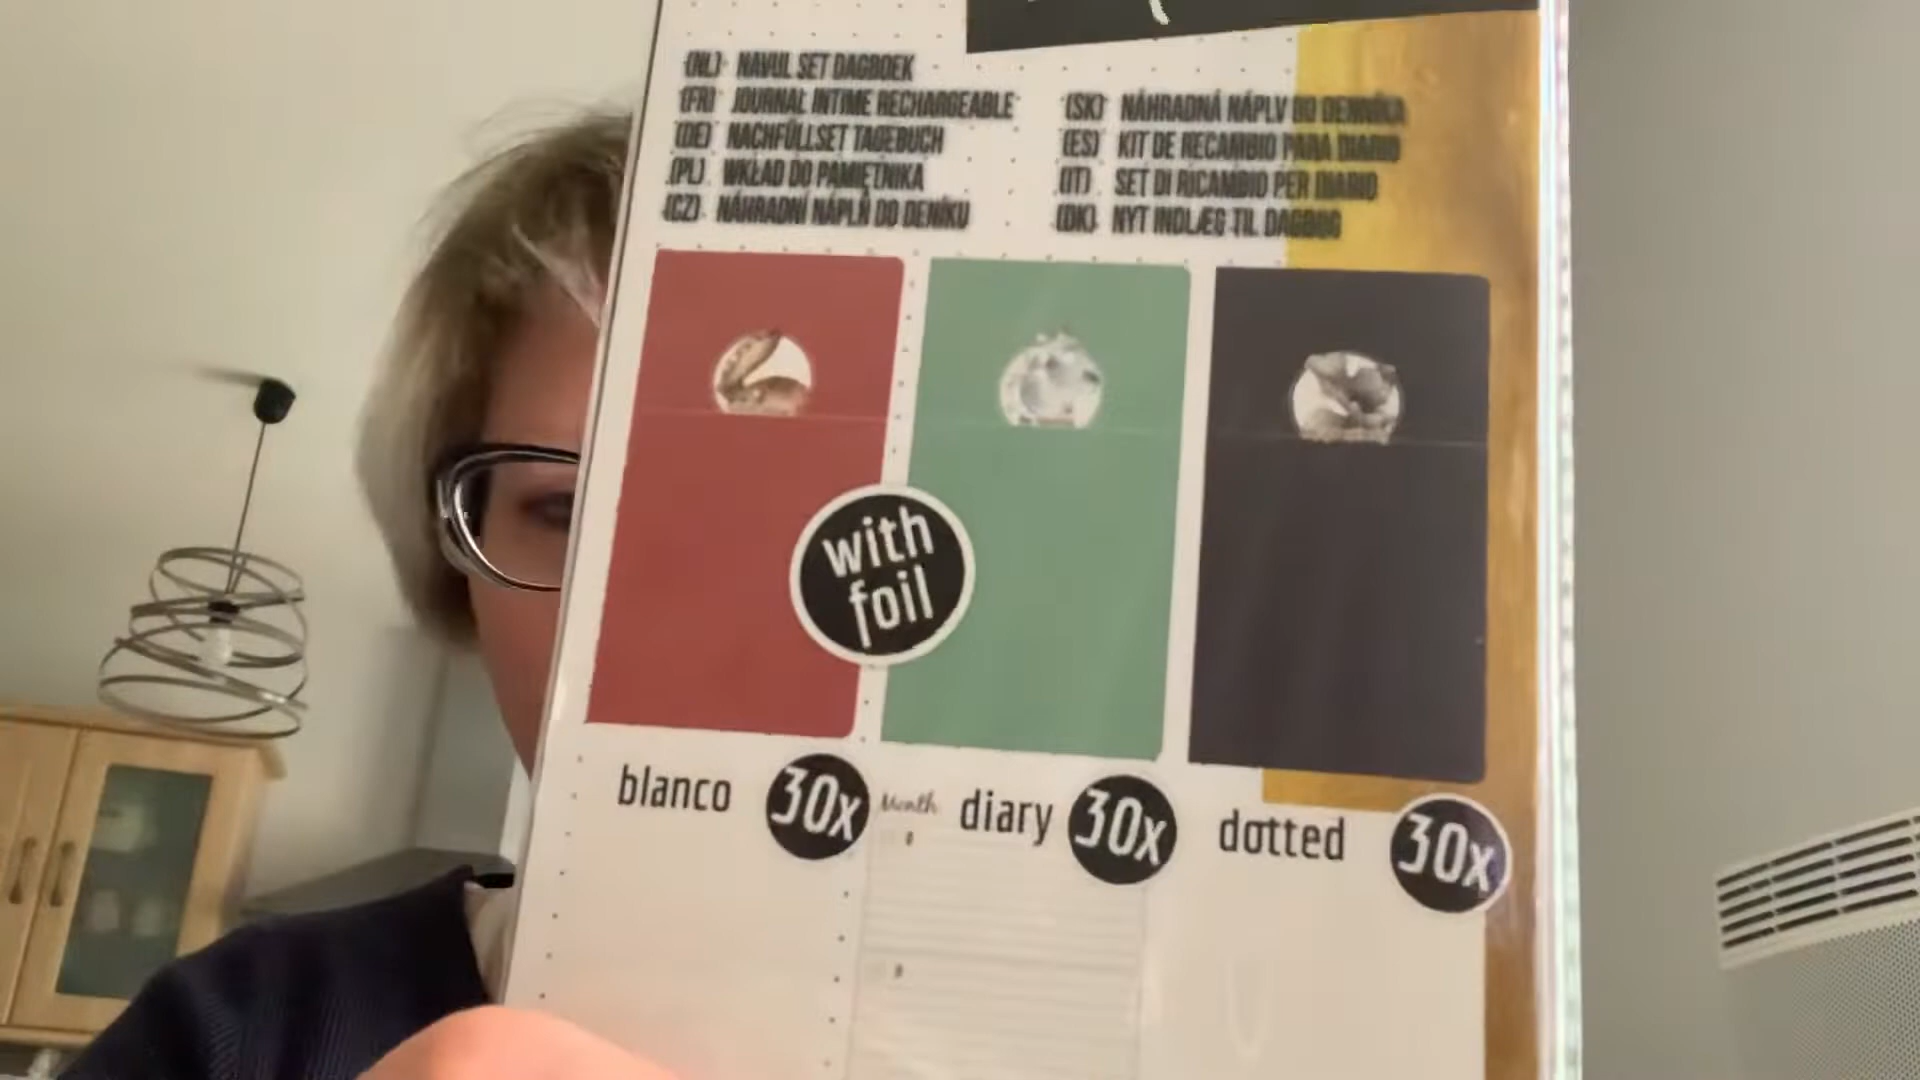 (NL) NAVUL SET DAGBOEK
(FR) JOURNAL INTIME RECHARGEABLE
(DE) NACHFÜLLSET TAGEBUCH
(PL) WKŁAD DO PAMIĘTNIKA
(CZ) NÁHRADNÍ NÁPLŇ DO DENÍKU
(SK) NÁHRADNÁ NÁPLV DO DENNÍKA
(ES) KIT DE RECAMBIO PARA DIARIO
(IT) SET DI RICAMBIO PER DIARIO
(DK) NYT INDLÆG TIL DAGBOG
with
foil
blanco 30x
Month
diary 30x
dotted 30x